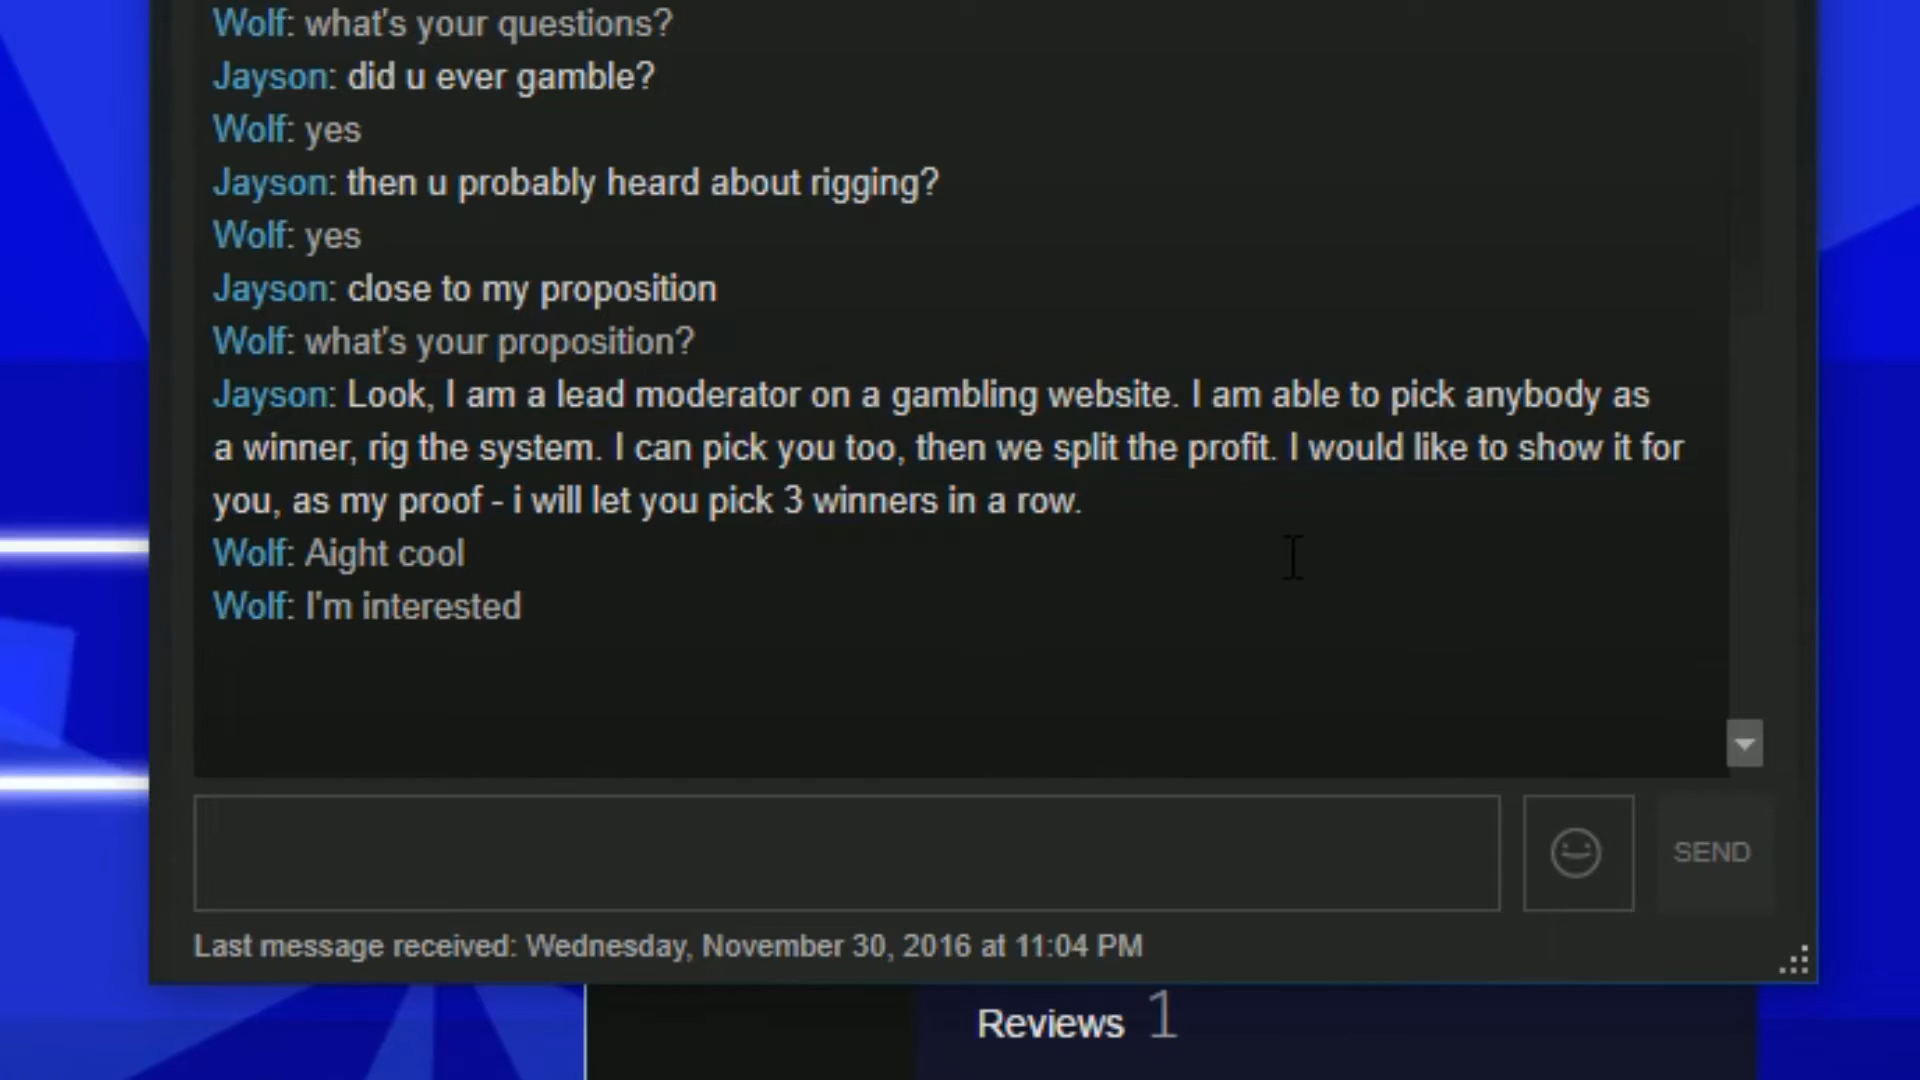 Wolf: what's your questions?
Jayson: did u ever gamble?
Wolf: yes
Jayson: then u probably heard about rigging?
Wolf: yes
Jayson: close to my proposition
Wolf: what's your proposition?
Jayson: Look, I am a lead moderator on a gambling website. I am able to pick anybody as
a winner, rig the system. I can pick you too, then we split the profit. I would like to show it for
you, as my proof - i will let you pick 3 winners in a row.
Wolf: Aight cool
Wolf: I'm interested
SEND
Last message received: Wednesday, November 30, 2016 at 11:04 PM
Reviews 1